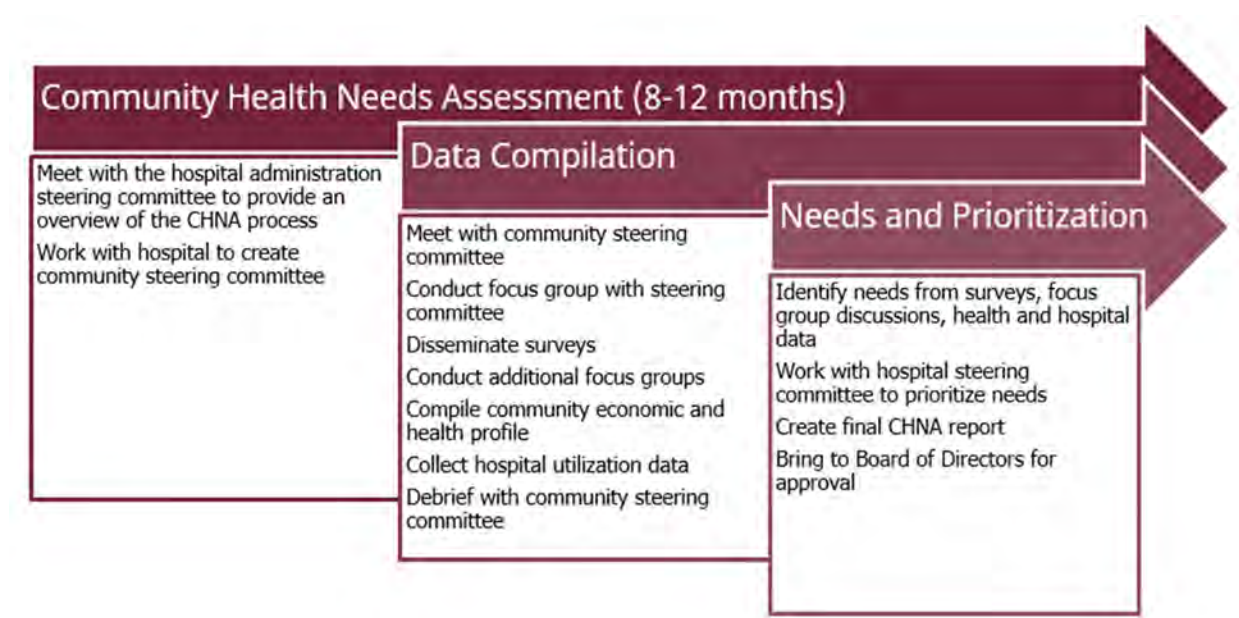 Community Health Needs Assessment (8-12 months)
Meet with the hospital administration
steering committee to provide an
overview of the CHNA process
Work with hospital to create
community steering committee
Data Compilation
Meet with community steering
committee
Conduct focus group with steering
committee
Disseminate surveys
Conduct additional focus groups
Compile community economic and
health profile
Collect hospital utilization data
Debrief with community steering
committee
Needs and Prioritization
Identify needs from surveys, focus
group discussions, health and hospital
data
Work with hospital steering
committee to prioritize needs
Create final CHNA report
Bring to Board of Directors for
approval